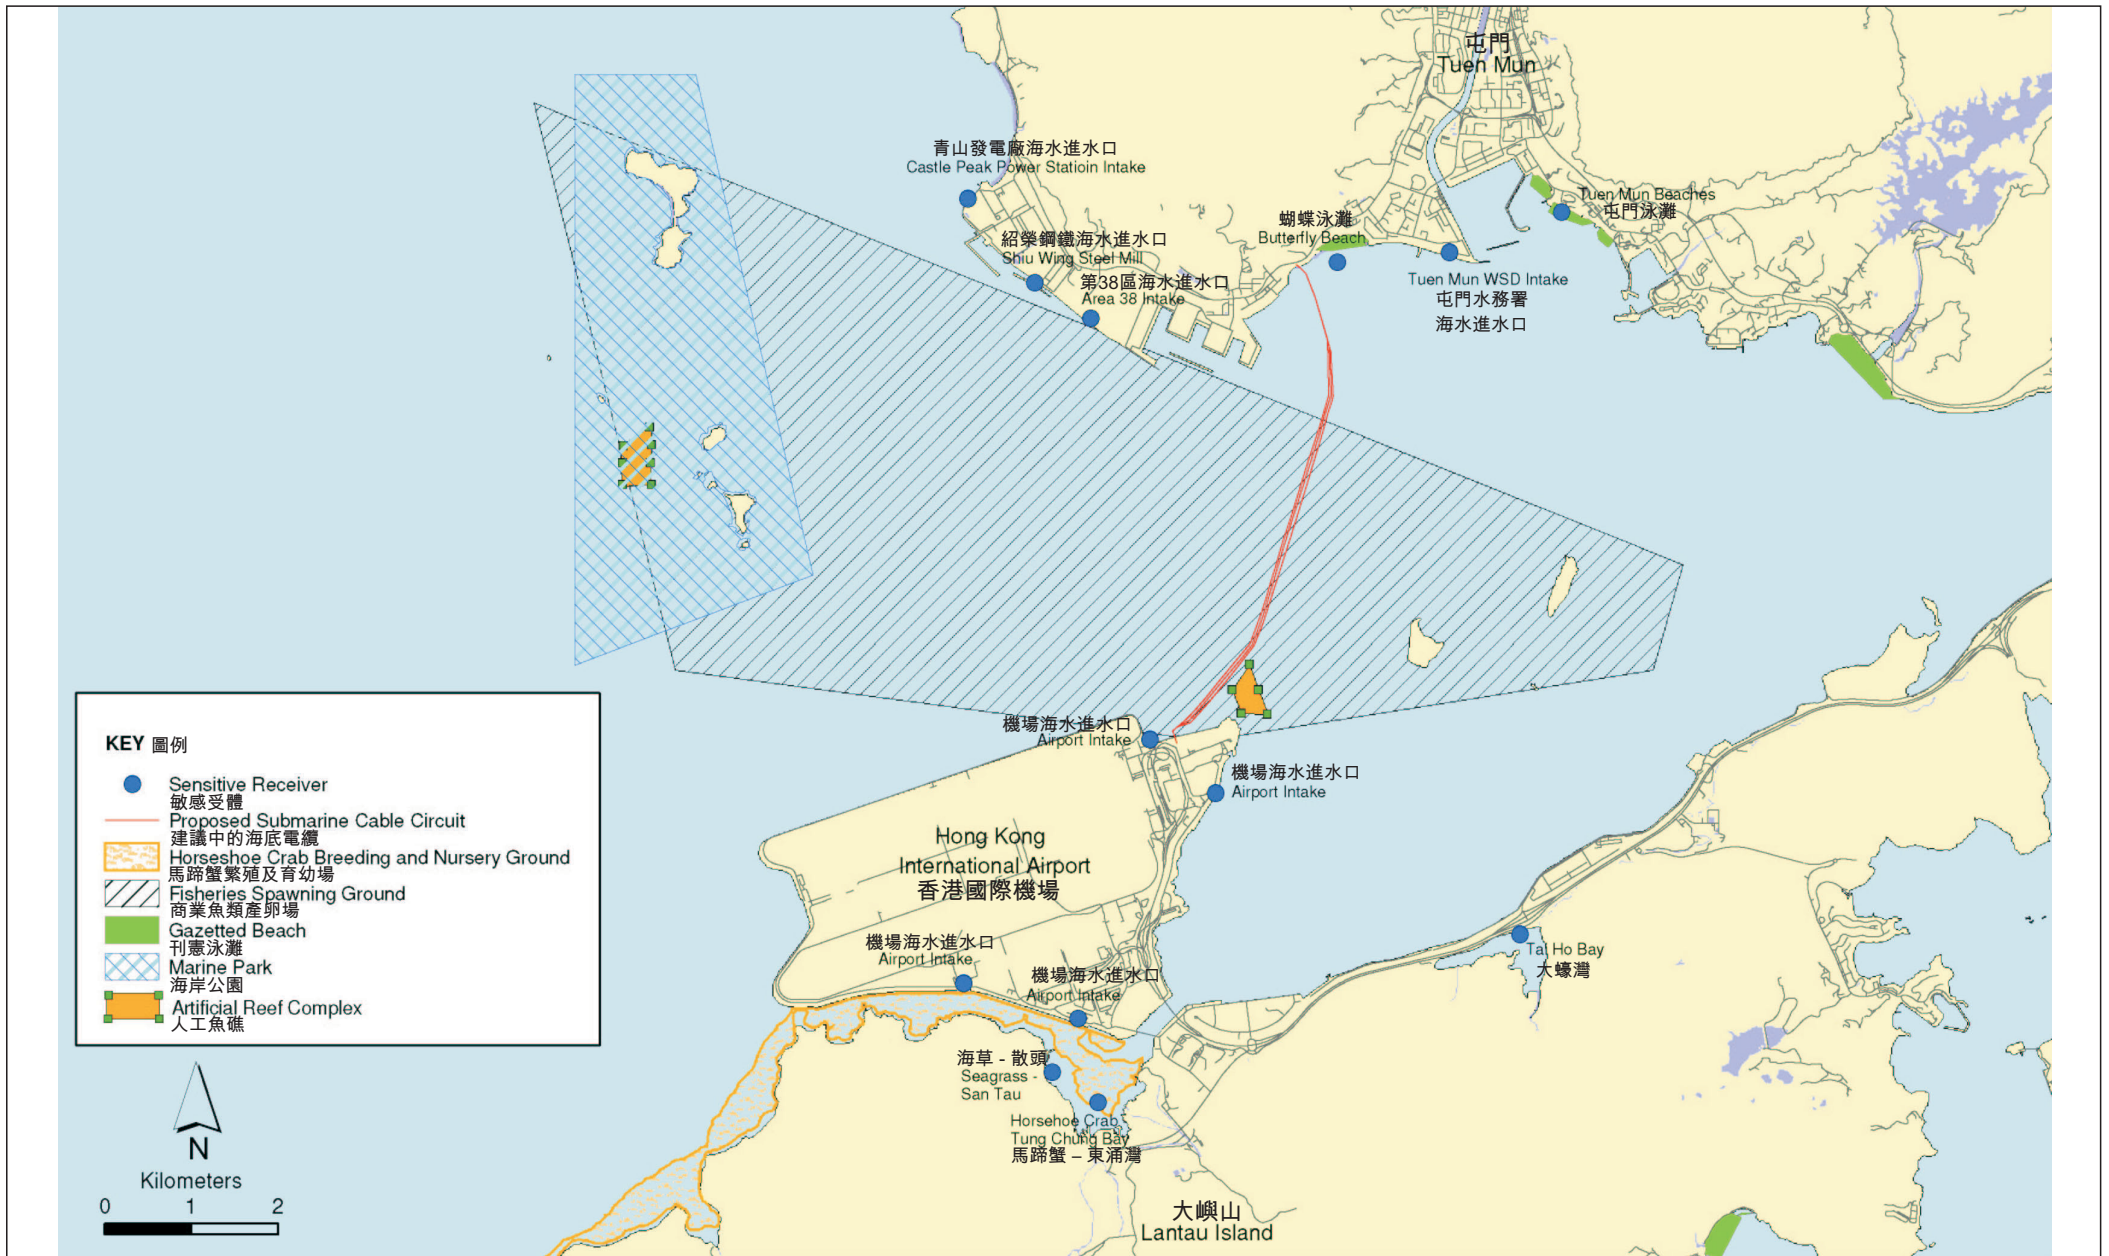 屯門
Tuen Mun
青山發電廠海水進水口
Castle Peak Power Statioin Intake
Tuen Mun Beaches
屯門泳灘
蝴蝶泳灘
Butterfly Beach
紹榮鋼鐵海水進水口
Shiu Wing Steel Mill
第38區海水進水口
Area 38 Intake
Tuen Mun WSD Intake
屯門水務署
海水進水口
機場海水進水口
Airport Intake
機場海水進水口
Airport Intake
Hong Kong
International Airport
香港國際機場
機場海水進水口
Airport Intake
機場海水進水口
Airport Intake
Tai Ho Bay
大蠔灣
海草 - 散頭
Seagrass -
San Tau
Horsehoe Crab
Tung Chung Bay
馬蹄蟹 – 東涌灣
大嶼山
Lantau Island
KEY 圖例
Sensitive Receiver
敏感受體
Proposed Submarine Cable Circuit
建議中的海底電纜
Horseshoe Crab Breeding and Nursery Ground
馬蹄蟹繁殖及育幼場
Fisheries Spawning Ground
商業魚類產卵場
Gazetted Beach
刊憲泳灘
Marine Park
海岸公園
Artificial Reef Complex
人工魚礁
N
Kilometers
0 1 2